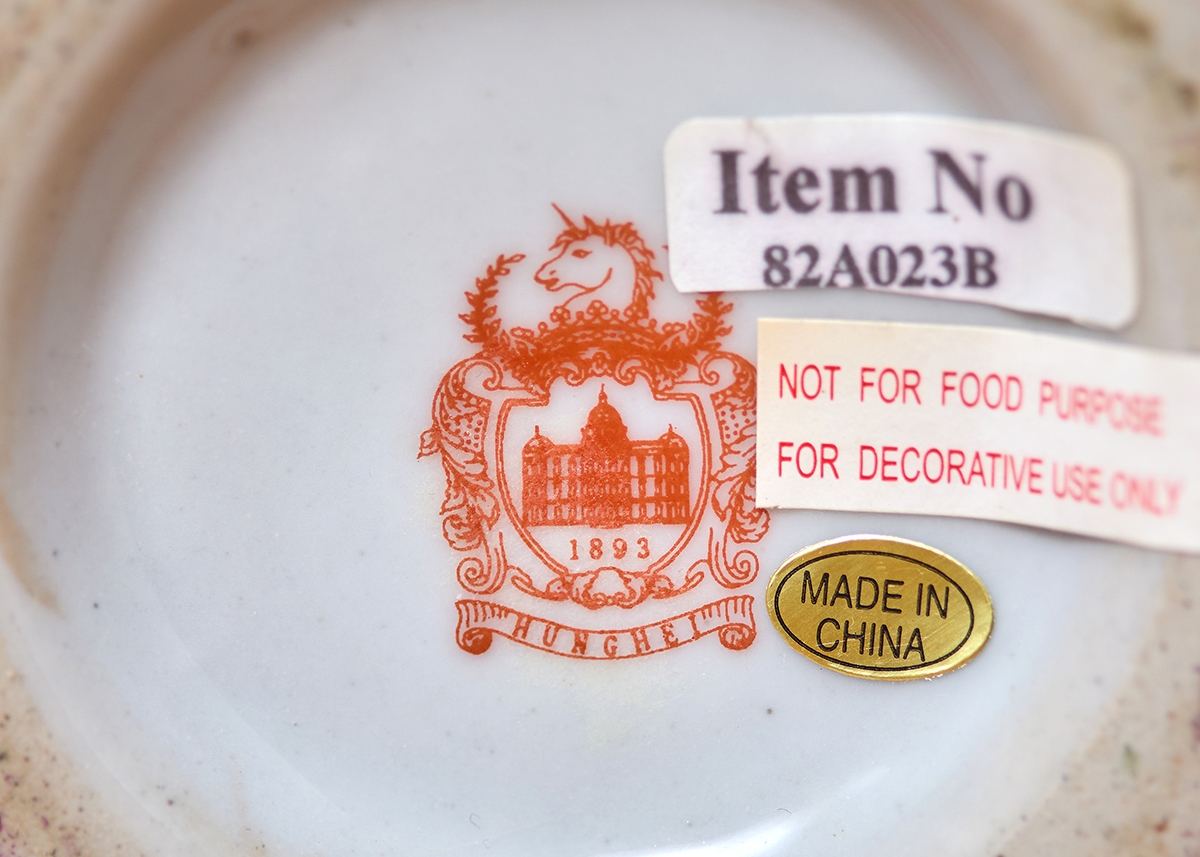 Item No
82A023B
NOT FOR FOOD PURPOSE
FOR DECORATIVE USE ONLY
1893
HUNGHEI
MADE IN
CHINA